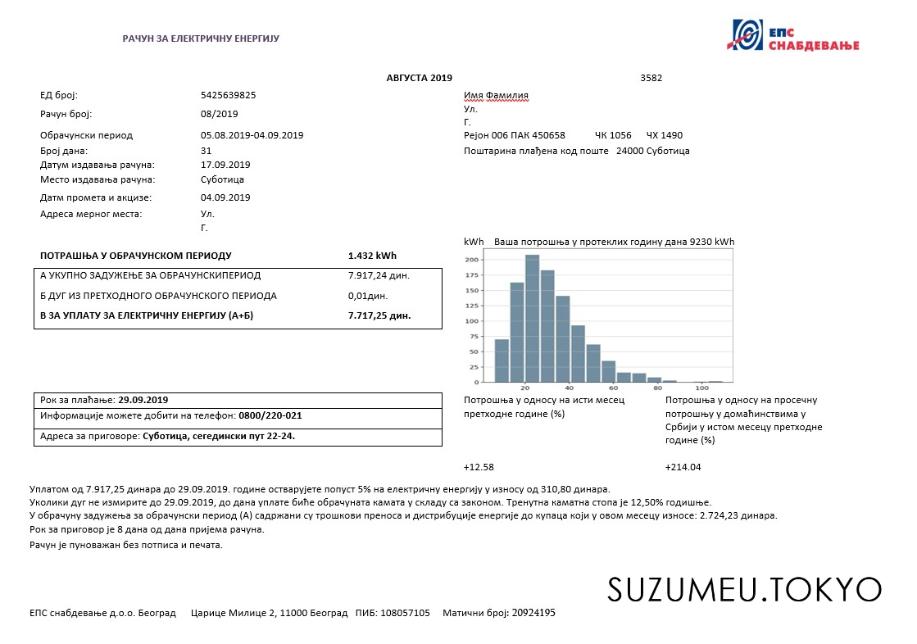 РАЧУН ЗА ЕЛЕКТРИЧНУ ЕНЕРГИЈУ
ЕПС
СНАБДЕВАЊЕ
АВГУСТА 2019
3582
ЕД број: 5425639825
Рачун број: 08/2019
Обрачунски период 05.08.2019-04.09.2019
Број дана: 31
Датум издавања рачуна: 17.09.2019
Место издавања рачуна: Суботица
Датм промета и акцизе: 04.09.2019
Адреса мерног места: Ул.
Г.
Имя Фамилия
Ул.
Г.
Рејон 006 ПАК 450658 ЧК 1056 ЧХ 1490
Поштарина плаћена код поште 24000 Суботица
ПОТРАШЊА У ОБРАЧУНСКОМ ПЕРИОДУ 1.432 kWh
А УКУПНО ЗАДУЖЕЊЕ ЗА ОБРАЧУНСКИПЕРИОД 7.917,24 дин.
Б ДУГ ИЗ ПРЕТХОДНОГ ОБРАЧУНСКОГ ПЕРИОДА 0,01дин.
В ЗА УПЛАТУ ЗА ЕЛЕКТРИЧНУ ЕНЕРГИЈУ (А+Б) 7.717,25 дин.
kWh Ваша потрошња у протеклих годину дана 9230 kWh
200
175
150
125
100
75
50
25
0
20 40 60 80 100
Рок за плаћање: 29.09.2019
Информације можете добити на телефон: 0800/220-021
Адреса за приговоре: Суботица, сегедински пут 22-24.
Потрошња у односу на исти месец
претходне године (%)
+12.58
Потрошња у односу на просечну
потрошњу у домаћинствима у
Србији у истом месецу претходне
године (%)
+214.04
Уплатом од 7.917,25 динара до 29.09.2019. године остварујете попуст 5% на електричну енергију у износу од 310,80 динара.
Уколики дуг не измирите до 29.09.2019, до дана уплате биће обрачуната камата у складу са законом. Тренутна каматна стопа је 12,50% годишње.
У обрачуну задужења за обрачунски период (А) садржани су трошкови преноса и дистрибуције енергије до купаца који у овом месецу износе: 2.724,23 динара.
Рок за приговор је 8 дана од дана пријема рачуна.
Рачун је пуноважан без потписа и печата.
SUZUMEU.TOKYO
ЕПС снабдевање д.о.о. Београд Царице Милице 2, 11000 Београд ПИБ: 108057105 Матични број: 20924195